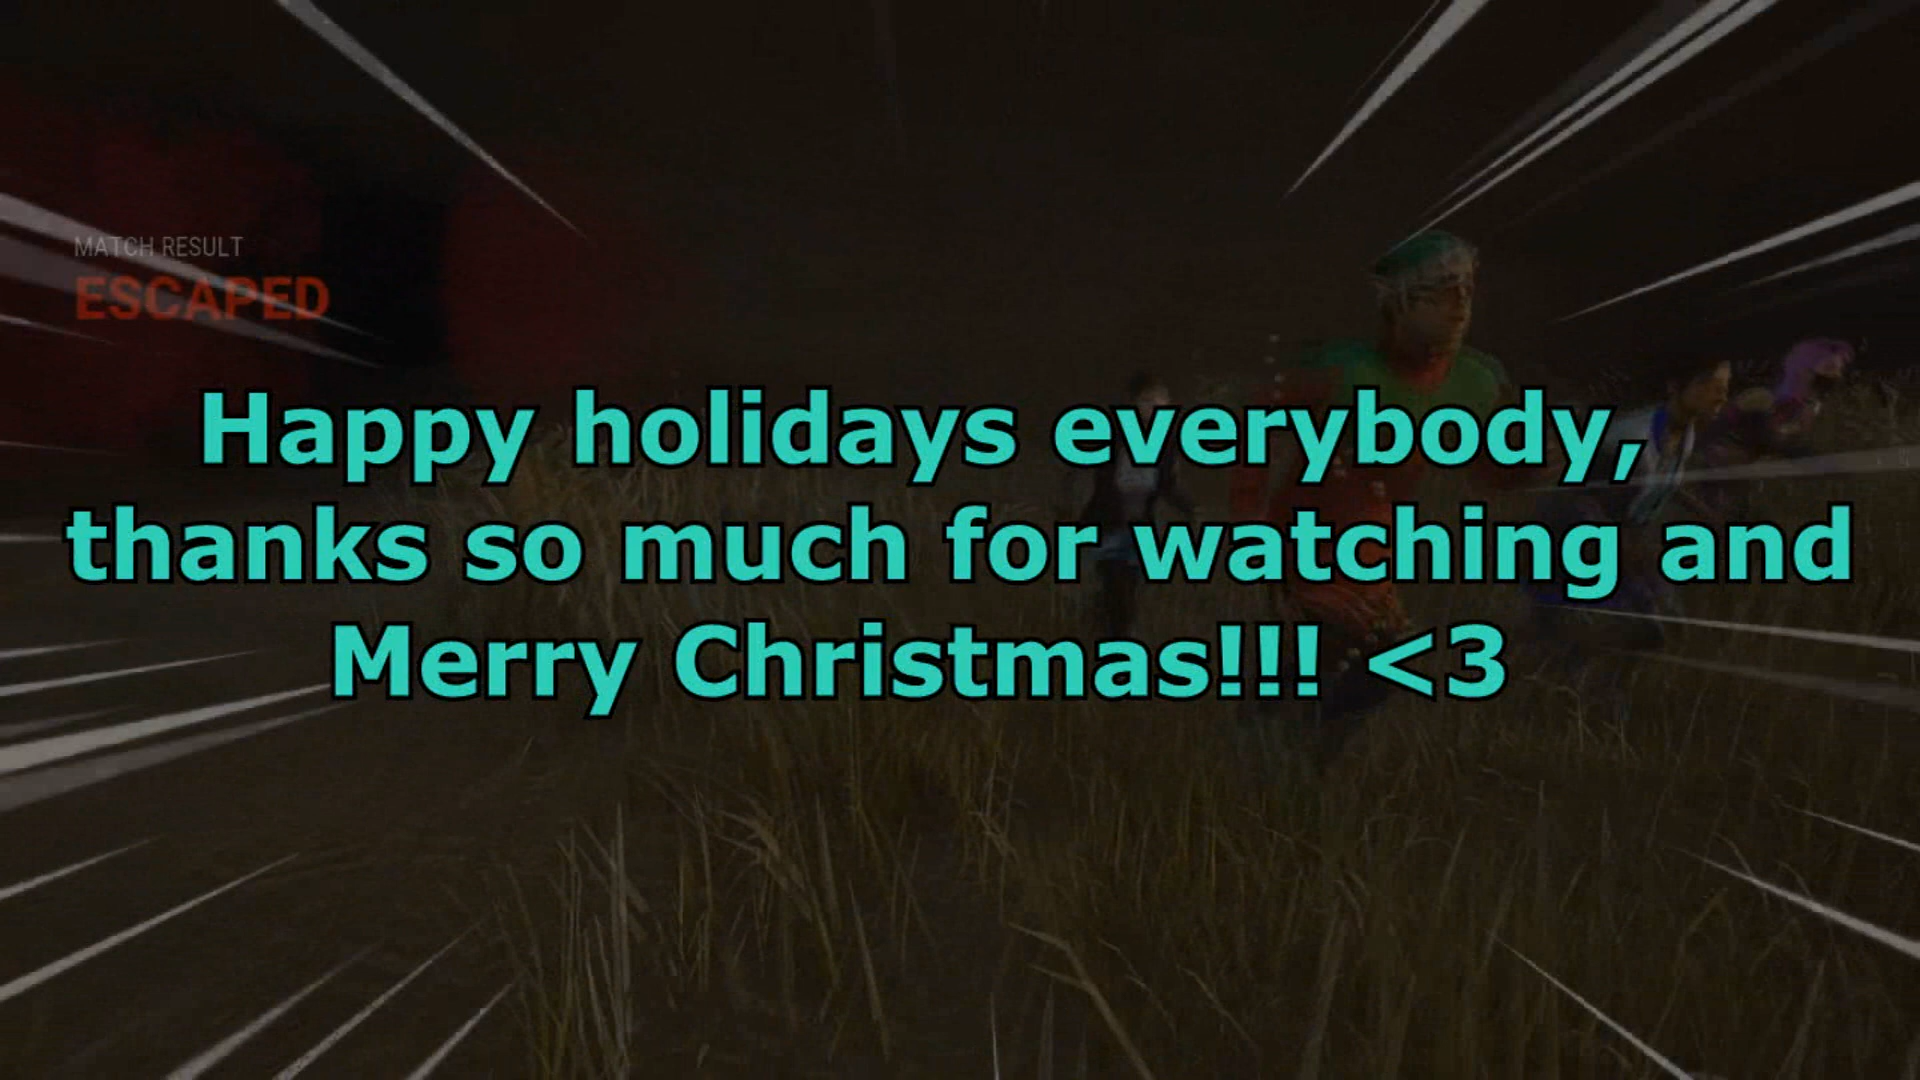 MATCH RESULT
ESCAPED
Happy holidays everybody,
thanks so much for watching and
Merry Christmas!!! <3